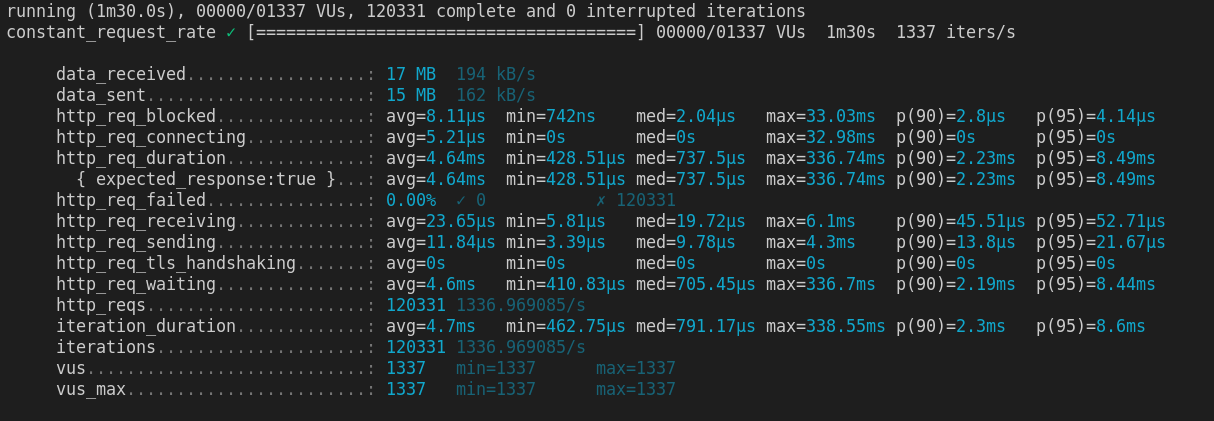 running (1m30.0s), 00000/01337 VUs, 120331 complete and 0 interrupted iterations
constant_request_rate ✓ [======================================] 00000/01337 VUs  1m30s  1337 iters/s
data_received..................: 17 MB  194 kB/s
data_sent......................: 15 MB  162 kB/s
http_req_blocked...............: avg=8.11µs  min=742ns    med=2.04µs   max=33.03ms  p(90)=2.8µs   p(95)=4.14µs
http_req_connecting............: avg=5.21µs  min=0s       med=0s       max=32.98ms  p(90)=0s      p(95)=0s
http_req_duration..............: avg=4.64ms  min=428.51µs med=737.5µs  max=336.74ms p(90)=2.23ms  p(95)=8.49ms
{ expected_response:true }...: avg=4.64ms  min=428.51µs med=737.5µs  max=336.74ms p(90)=2.23ms  p(95)=8.49ms
http_req_failed................: 0.00%  ✓ 0           ✗ 120331
http_req_receiving.............: avg=23.65µs min=5.81µs   med=19.72µs  max=6.1ms    p(90)=45.51µs p(95)=52.71µs
http_req_sending...............: avg=11.84µs min=3.39µs   med=9.78µs   max=4.3ms    p(90)=13.8µs  p(95)=21.67µs
http_req_tls_handshaking.......: avg=0s      min=0s       med=0s       max=0s       p(90)=0s      p(95)=0s
http_req_waiting...............: avg=4.6ms   min=410.83µs med=705.45µs max=336.7ms  p(90)=2.19ms  p(95)=8.44ms
http_reqs......................: 120331 1336.969085/s
iteration_duration.............: avg=4.7ms   min=462.75µs med=791.17µs max=338.55ms p(90)=2.3ms   p(95)=8.6ms
iterations.....................: 120331 1336.969085/s
vus............................: 1337   min=1337      max=1337
vus_max........................: 1337   min=1337      max=1337